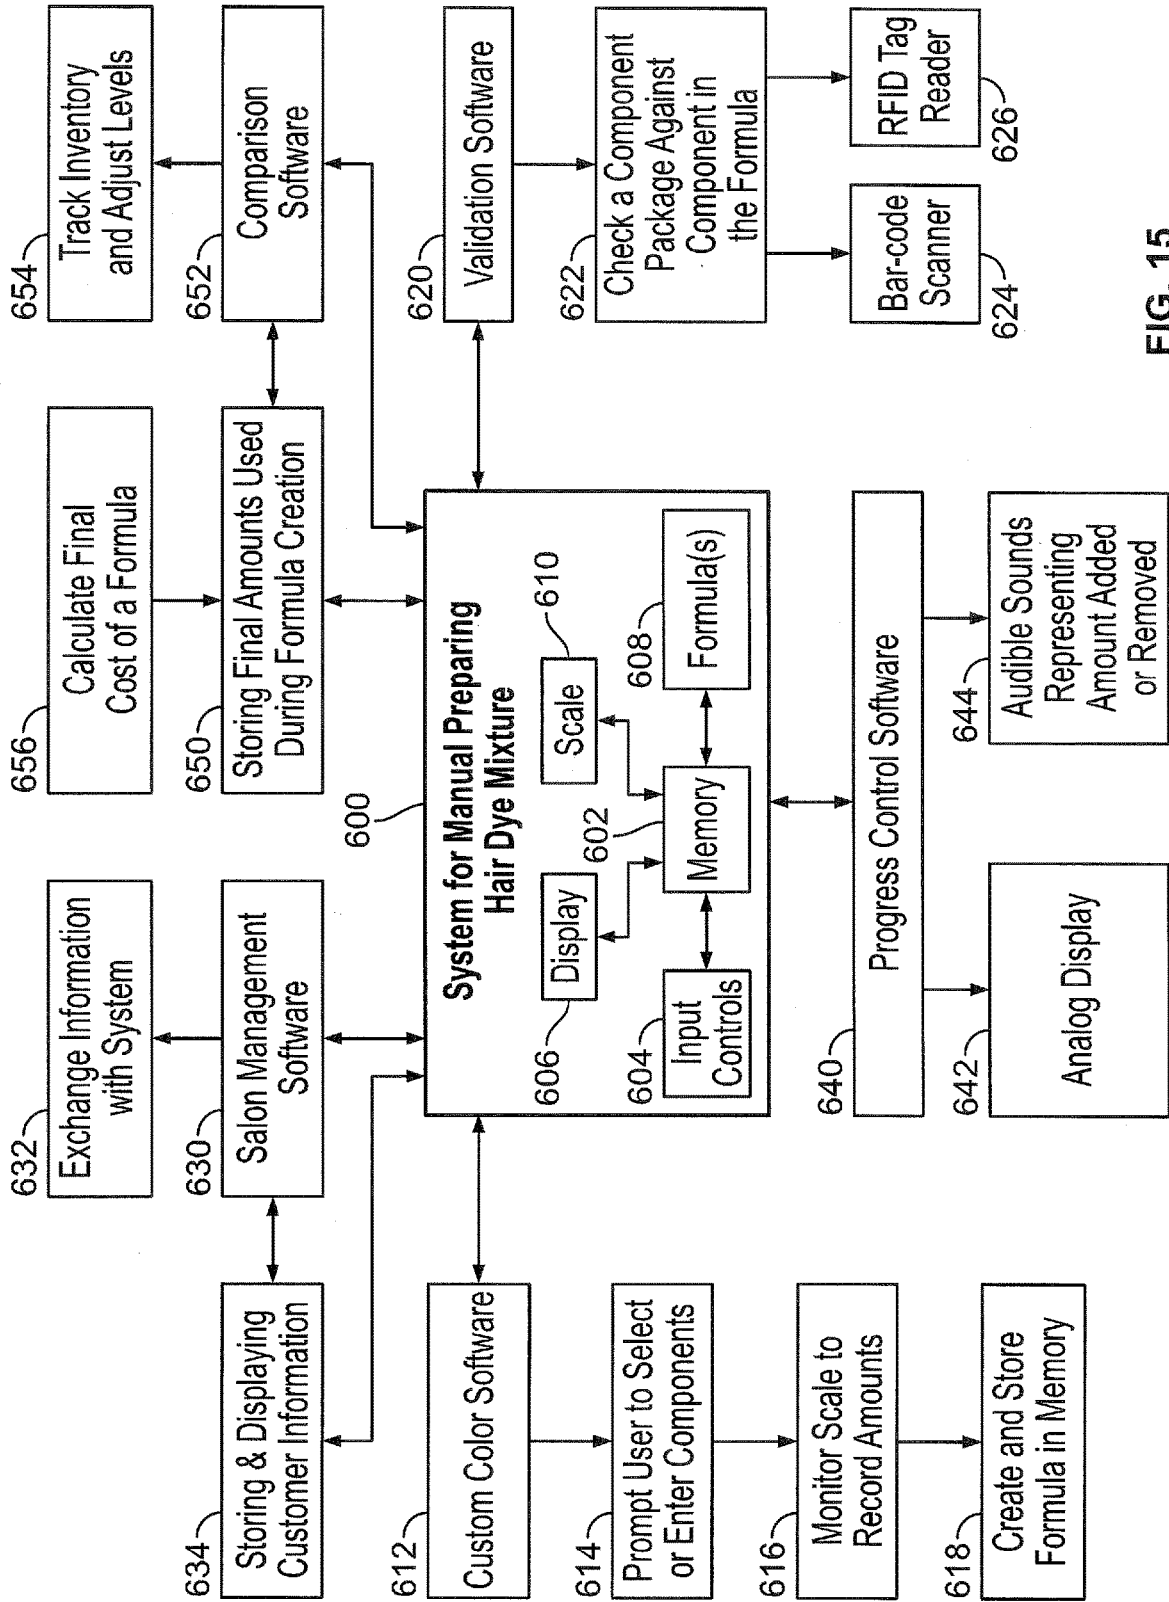 634
Storing & Displaying
Customer Information
632
Exchange Information
with System
630
Salon Management
Software
656
Calculate Final
Cost of a Formula
650
Storing Final Amounts Used
During Formula Creation
654
Track Inventory
and Adjust Levels
652
Comparison
Software
600
System for Manual Preparing
Hair Dye Mixture
606
Display
610
Scale
604
Input
Controls
602
Memory
608
Formula(s)
612
Custom Color Software
614
Prompt User to Select
or Enter Components
616
Monitor Scale to
Record Amounts
618
Create and Store
Formula in Memory
640
Progress Control Software
642
Analog Display
644
Audible Sounds
Representing
Amount Added
or Removed
620
Validation Software
622
Check a Component
Package Against
Component in
the Formula
624
Bar-code
Scanner
626
RFID Tag
Reader
FIG. 15